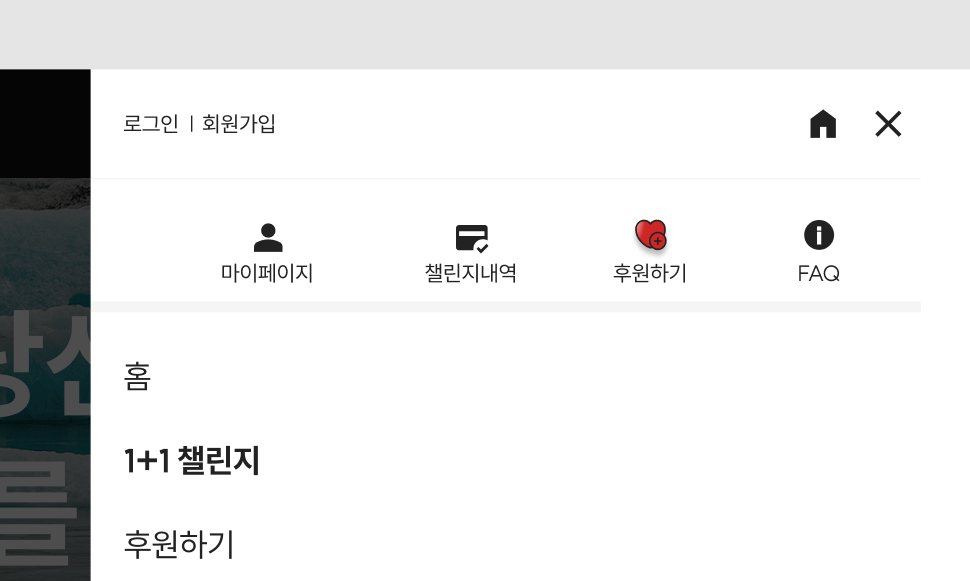 로그인 | 회원가입
마이페이지 챌린지내역 후원하기 FAQ
홈
1+1 챌린지
후원하기
를